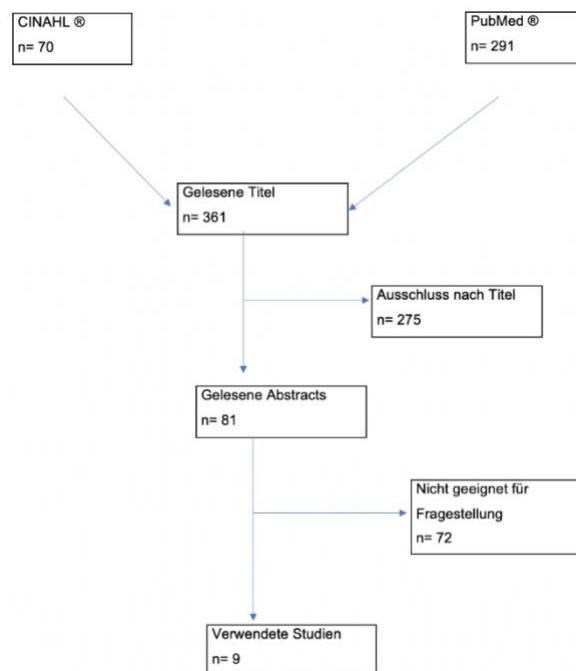 CINAHL ®
n= 70
PubMed ®
n= 291
Gelesene Titel
n= 361
Ausschluss nach Titel
n= 275
Gelesene Abstracts
n= 81
Nicht geeignet für
Fragestellung
n= 72
Verwendete Studien
n= 9